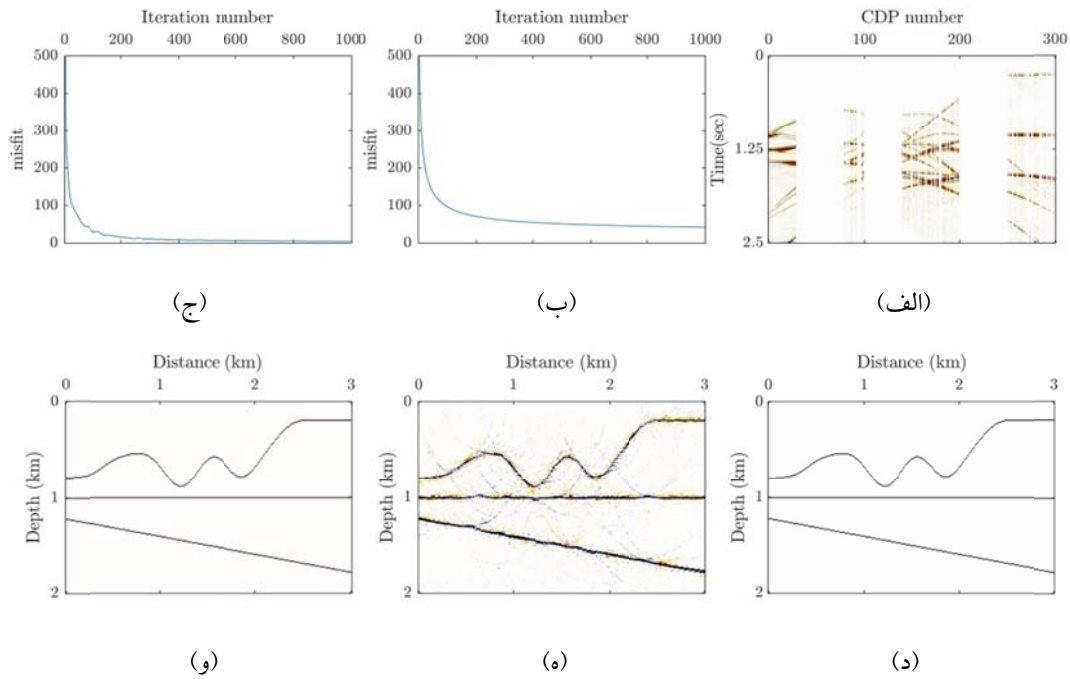 Iteration number
0 200 400 600 800 1000
500
400
300
200
100
0
misfit
(ج)
Iteration number
0 200 400 600 800 1000
500
400
300
200
100
0
misfit
(ب)
CDP number
0 100 200 300
0
1.25
2.5
Time(sec)
(الف)
Distance (km)
0 1 2 3
0
1
2
Depth (km)
(و)
Distance (km)
0 1 2 3
0
1
2
Depth (km)
(ه)
Distance (km)
0 1 2 3
0
1
2
Depth (km)
(د)